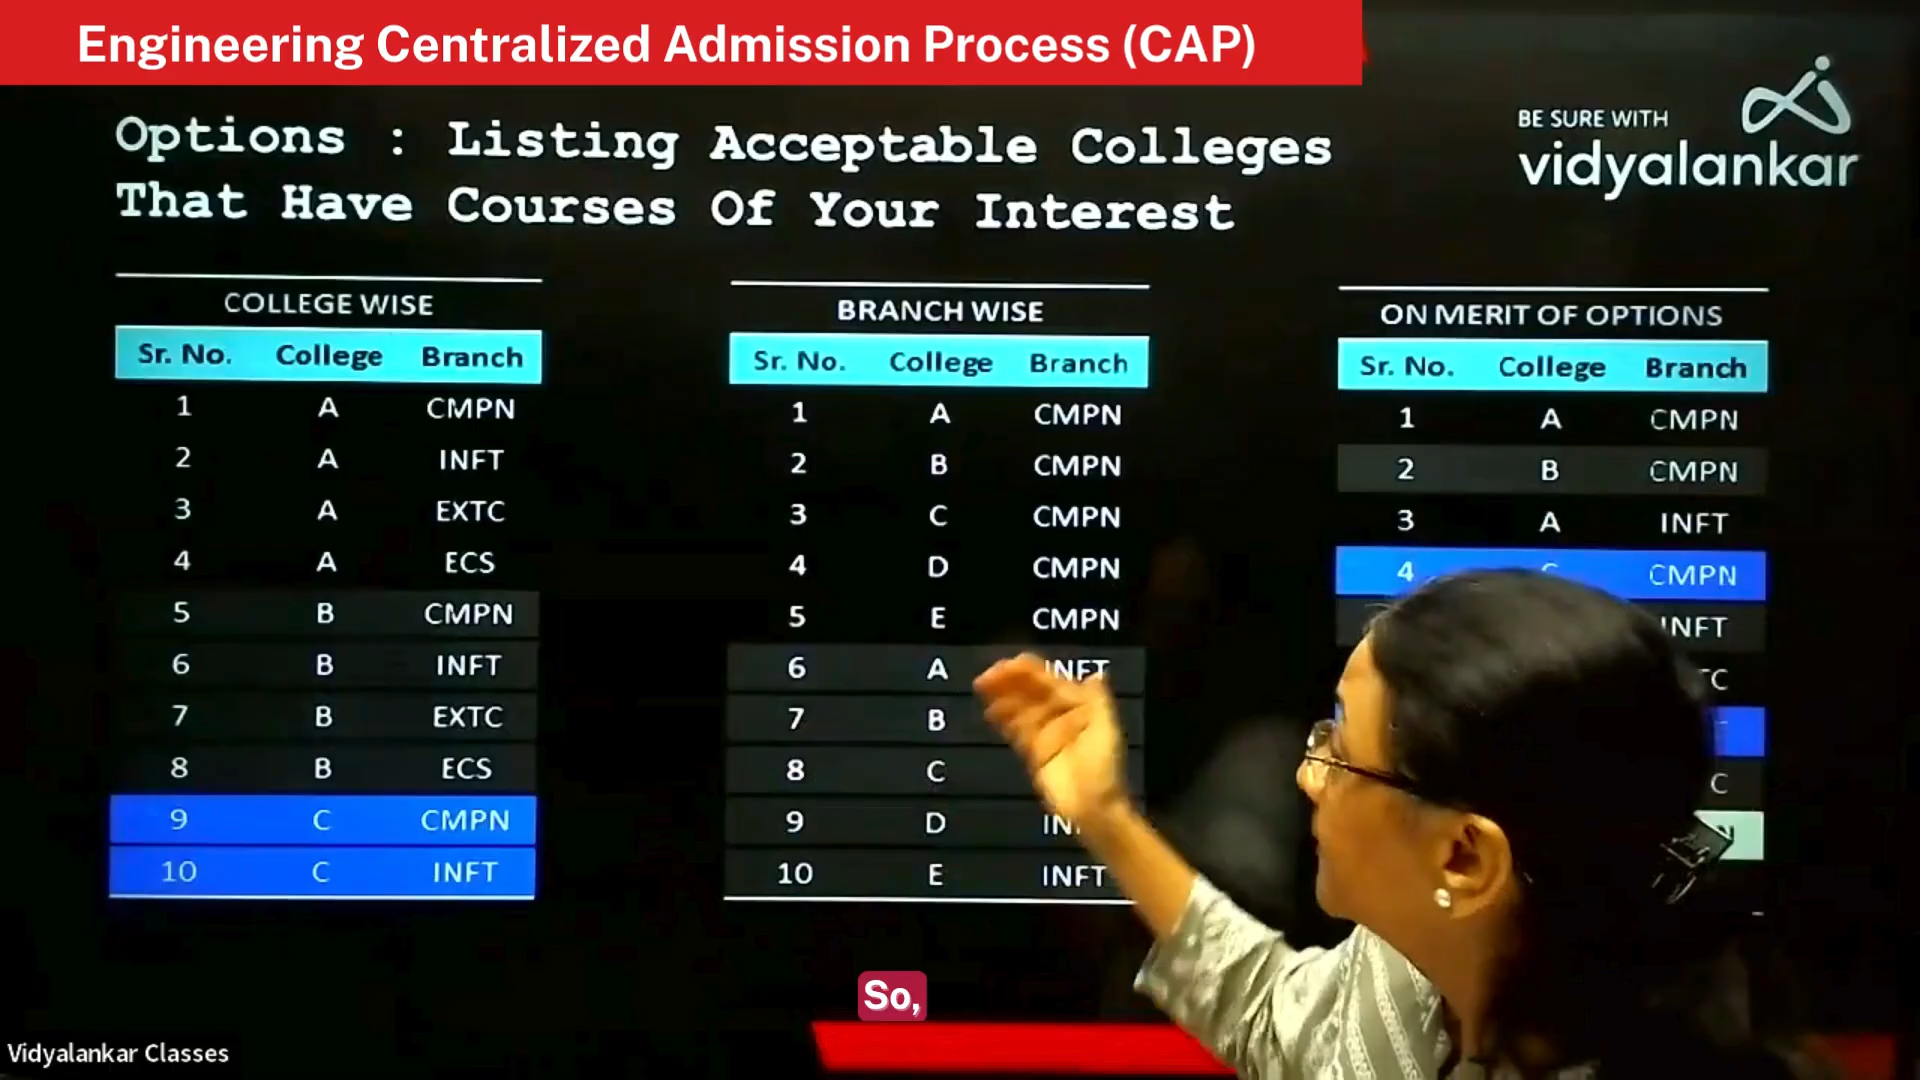 Engineering Centralized Admission Process (CAP)
Options : Listing Acceptable Colleges
That Have Courses Of Your Interest
BE SURE WITH
vidyalankar
COLLEGE WISE
Sr. No. College Branch
1 A CMPN
2 A INFT
3 A EXTC
4 A ECS
5 B CMPN
6 B INFT
7 B EXTC
8 B ECS
9 C CMPN
10 C INFT
BRANCH WISE
Sr. No. College Branch
1 A CMPN
2 B CMPN
3 C CMPN
4 D CMPN
5 E CMPN
6 A INFT
7 B
8 C
9 D
10 E INFT
ON MERIT OF OPTIONS
Sr. No. College Branch
1 A CMPN
2 B CMPN
3 A INFT
4 CMPN
INFT
So,
Vidyalankar Classes